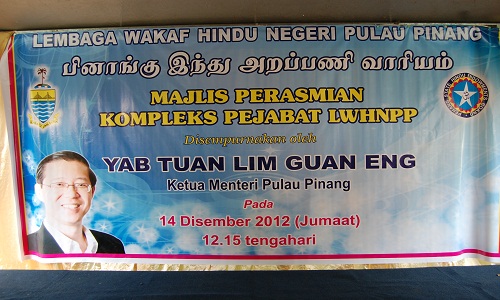 LEMBAGA WAKAF HINDU NEGERI PULAU PINANG
பினாங்கு இந்து அறப்பணி வாரியம்
MAJLIS PERASMIAN
KOMPLEKS PEJABAT LWHNPP
Disempurnakan oleh
YAB TUAN LIM GUAN ENG
Ketua Menteri Pulau Pinang
Pada
14 Disember 2012 (Jumaat)
12.15 tengahari